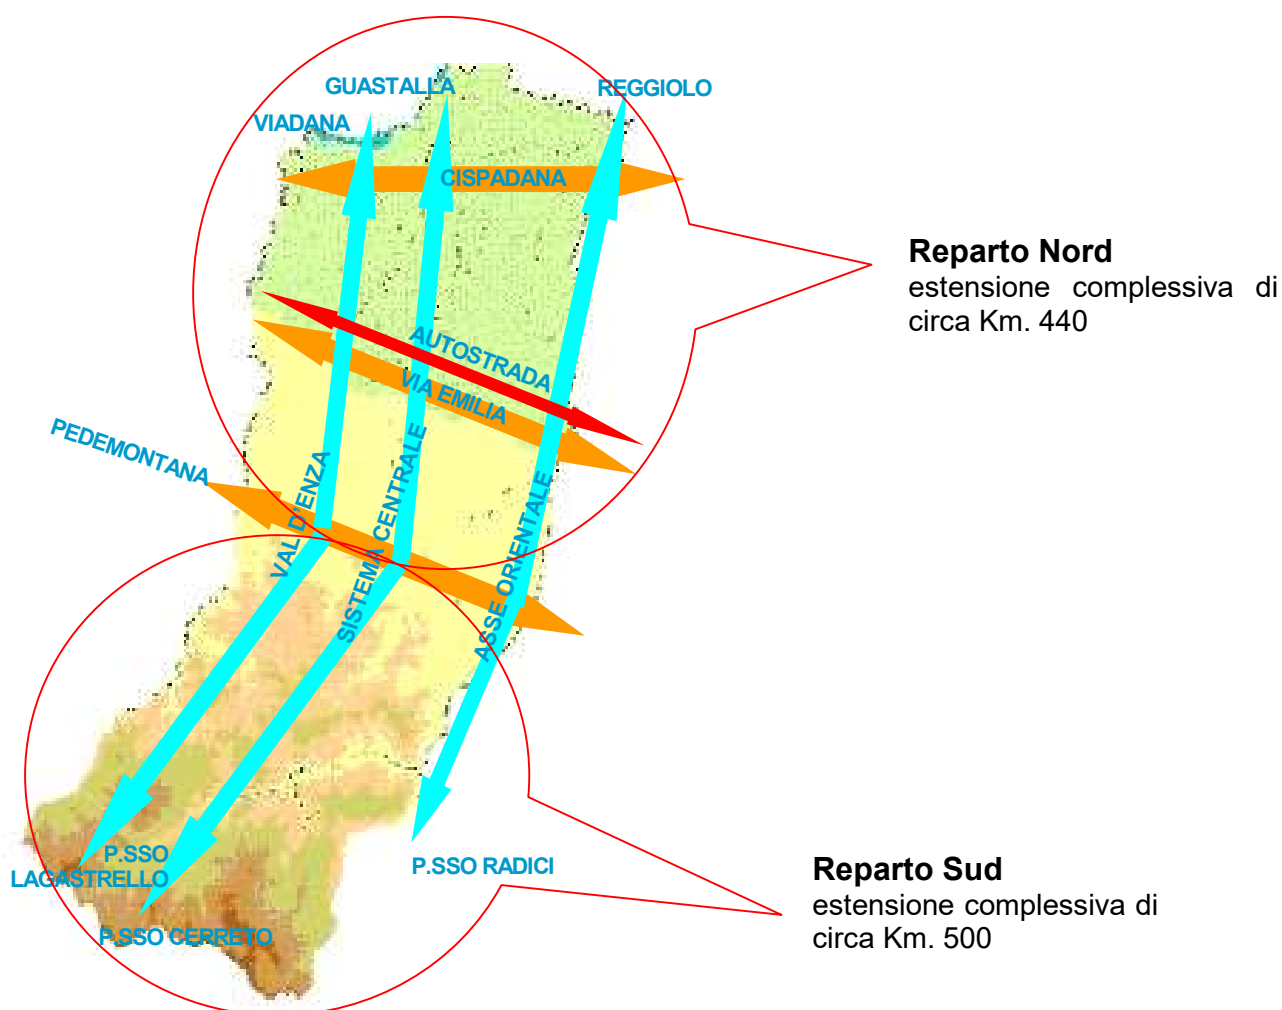 GUASTALLA
REGGIOLO
VIADANA
CISPADANA
Reparto Nord
estensione complessiva di
circa Km. 440
AUTOSTRADA
VIA EMILIA
PEDEMONTANA
VAL D'ENZA
SISTEMA CENTRALE
ASSE ORIENTALE
P.SSO
LAGASTRELLO
P.SSO RADICI
P.SSO CERRETO
Reparto Sud
estensione complessiva di
circa Km. 500